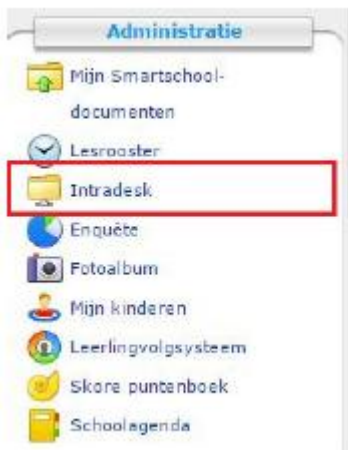 Administratie
Mijn Smartschool-
documenten
Lesrooster
Intradesk
Enquête
Fotoalbum
Mijn kinderen
Leerlingvolgsysteem
Skore puntenboek
Schoolagenda